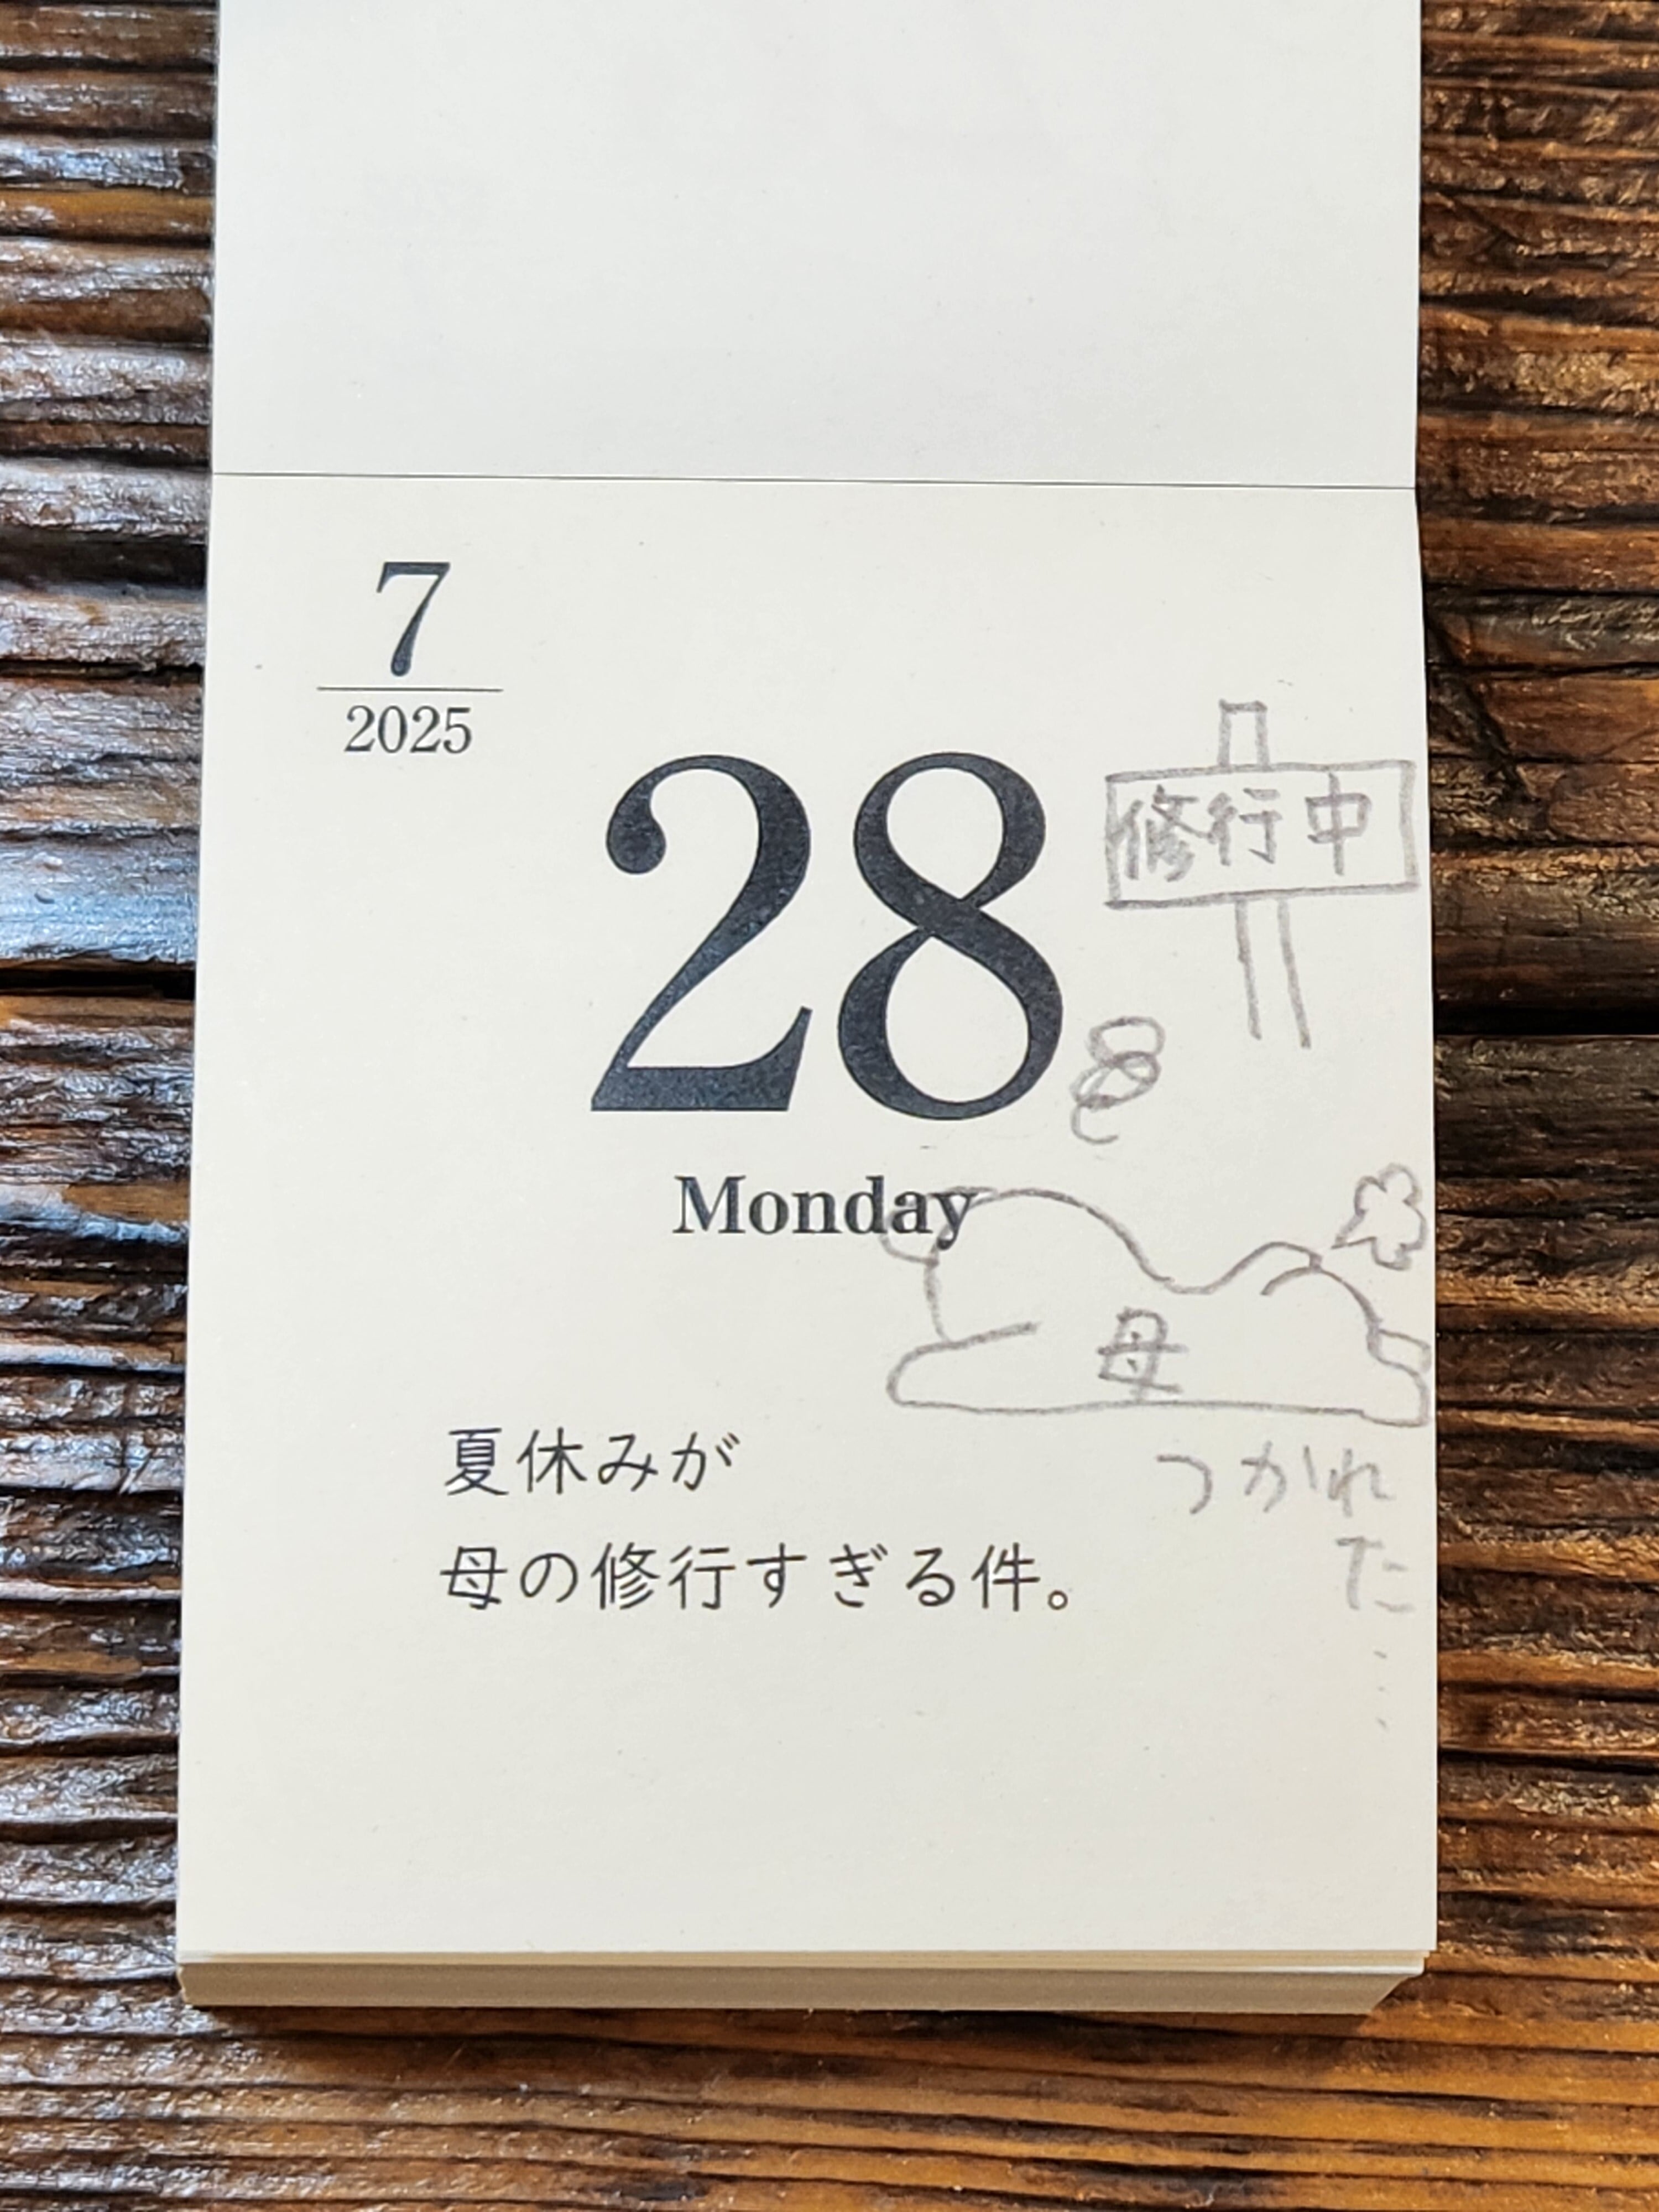 7
2025
28
修行中
Monday
母
夏休みが
母の修行すぎる件。
つかれ
た…